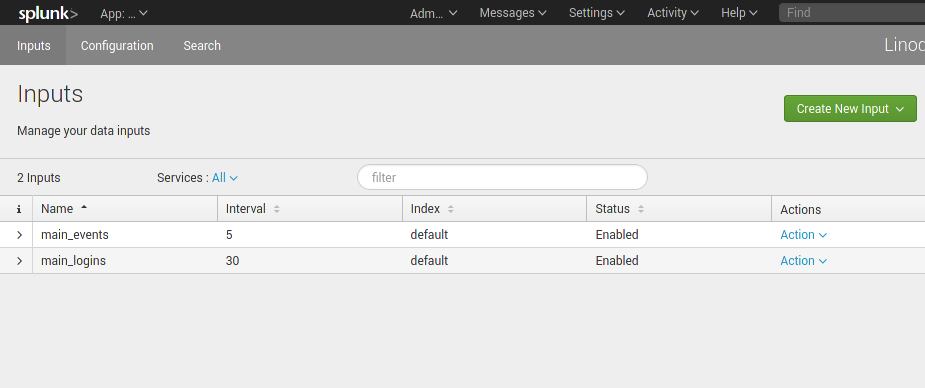 splunk> App: ... Adm... Messages Settings Activity Help Find
Inputs Configuration Search Linod
Inputs
Create New Input
Manage your data inputs
2 Inputs Services : All filter
i Name Interval Index Status Actions
main_events 5 default Enabled Action
main_logins 30 default Enabled Action